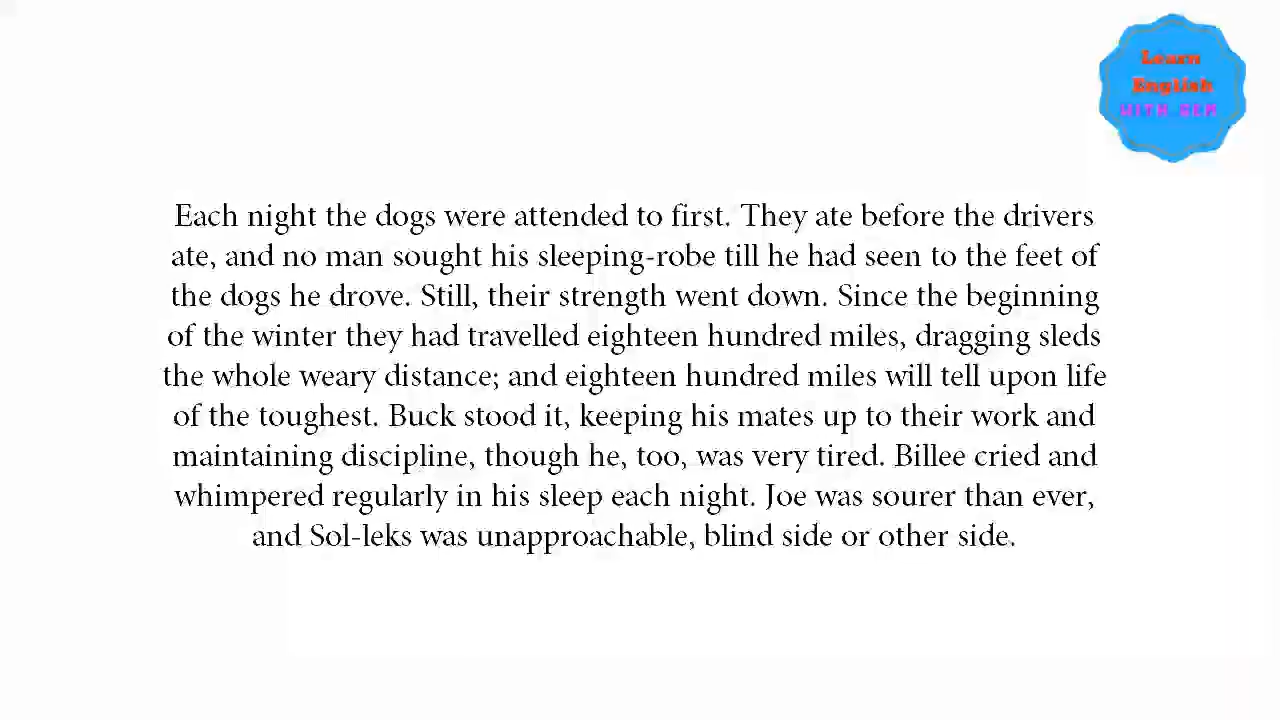 Learn
English
WITH GEM
Each night the dogs were attended to first. They ate before the drivers
ate, and no man sought his sleeping-robe till he had seen to the feet of
the dogs he drove. Still, their strength went down. Since the beginning
of the winter they had travelled eighteen hundred miles, dragging sleds
the whole weary distance; and eighteen hundred miles will tell upon life
of the toughest. Buck stood it, keeping his mates up to their work and
maintaining discipline, though he, too, was very tired. Billee cried and
whimpered regularly in his sleep each night. Joe was sourer than ever,
and Sol-leks was unapproachable, blind side or other side.